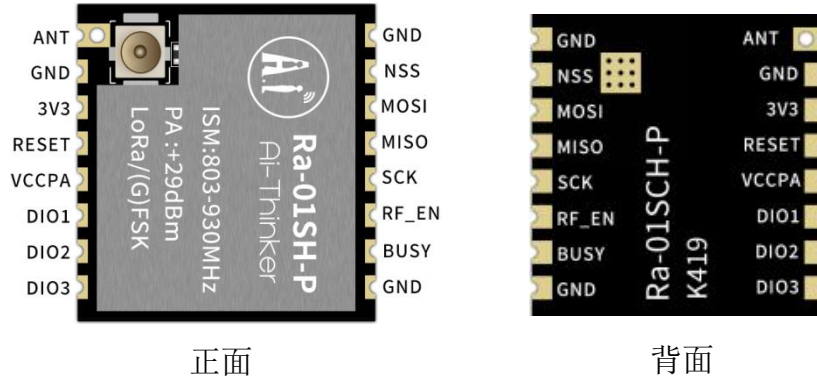 ANT
GND
3V3
RESET
VCCPA
DIO1
DIO2
DIO3
Ai
Ra-01SH-P
Ai-Thinker
ISM:803-930MHz
PA:+29dBm
LoRa/(G)FSK
GND
NSS
MOSI
MISO
SCK
RF_EN
BUSY
GND
正面
GND
NSS
MOSI
MISO
SCK
RF_EN
BUSY
GND
Ra-01SCH-P
K419
ANT
GND
3V3
RESET
VCCPA
DIO1
DIO2
DIO3
背面